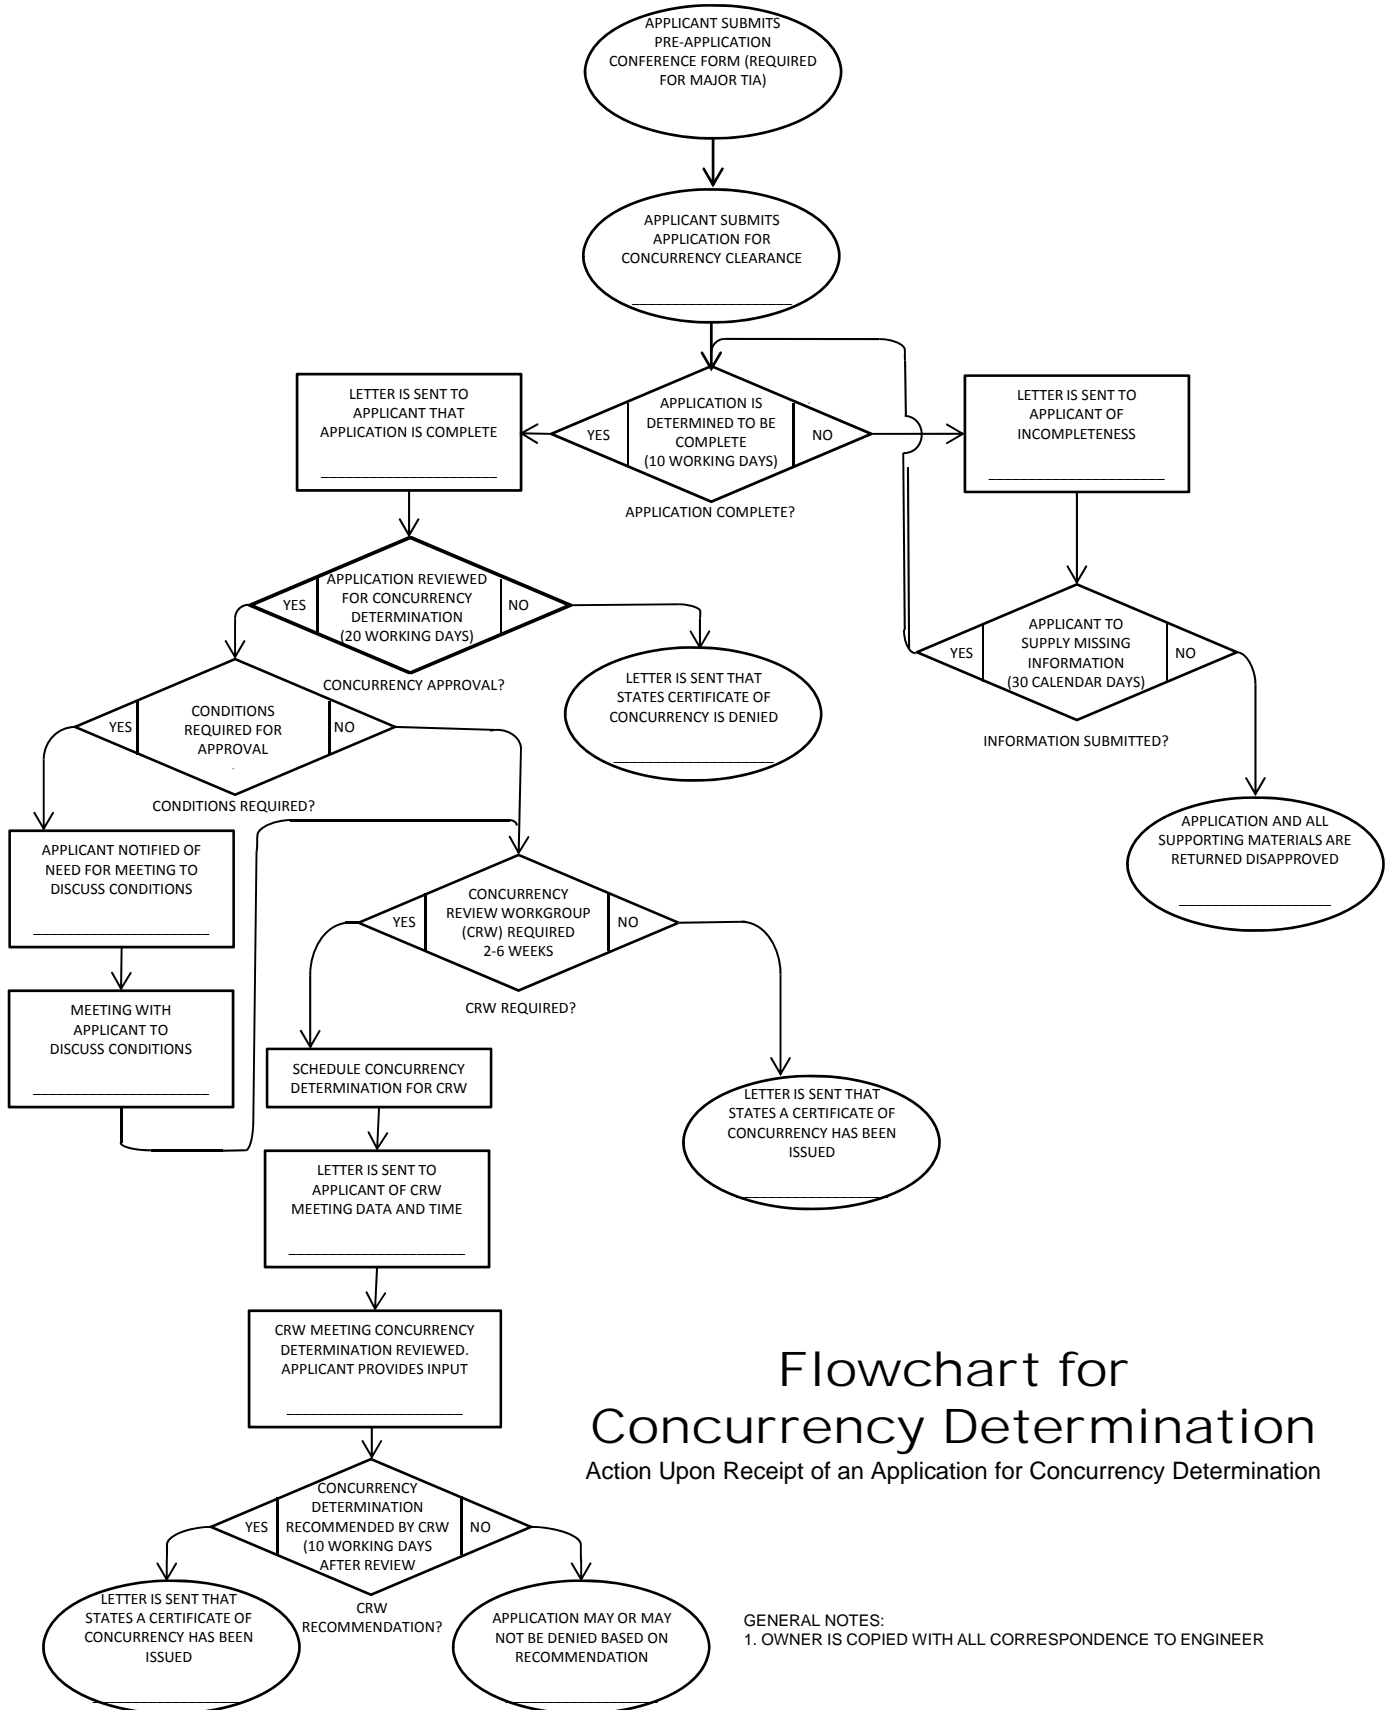 APPLICANT SUBMITS
PRE-APPLICATION
CONFERENCE FORM (REQUIRED
FOR MAJOR TIA)
APPLICANT SUBMITS
APPLICATION FOR
CONCURRENCY CLEARANCE
LETTER IS SENT TO
APPLICANT THAT
APPLICATION IS COMPLETE
YES
APPLICATION IS
DETERMINED TO BE
COMPLETE
(10 WORKING DAYS)
NO
APPLICATION COMPLETE?
LETTER IS SENT TO
APPLICANT OF
INCOMPLETENESS
YES
APPLICATION REVIEWED
FOR CONCURRENCY
DETERMINATION
(20 WORKING DAYS)
NO
CONCURRENCY APPROVAL?
LETTER IS SENT THAT
STATES CERTIFICATE OF
CONCURRENCY IS DENIED
YES
APPLICANT TO
SUPPLY MISSING
INFORMATION
(30 CALENDAR DAYS)
NO
INFORMATION SUBMITTED?
YES
CONDITIONS
REQUIRED FOR
APPROVAL
NO
CONDITIONS REQUIRED?
APPLICATION AND ALL
SUPPORTING MATERIALS ARE
RETURNED DISAPPROVED
APPLICANT NOTIFIED OF
NEED FOR MEETING TO
DISCUSS CONDITIONS
YES
CONCURRENCY
REVIEW WORKGROUP
(CRW) REQUIRED
2-6 WEEKS
NO
CRW REQUIRED?
MEETING WITH
APPLICANT TO
DISCUSS CONDITIONS
SCHEDULE CONCURRENCY
DETERMINATION FOR CRW
LETTER IS SENT THAT
STATES A CERTIFICATE OF
CONCURRENCY HAS BEEN
ISSUED
LETTER IS SENT TO
APPLICANT OF CRW
MEETING DATA AND TIME
CRW MEETING CONCURRENCY
DETERMINATION REVIEWED.
APPLICANT PROVIDES INPUT
Flowchart for
Concurrency Determination
Action Upon Receipt of an Application for Concurrency Determination
YES
CONCURRENCY
DETERMINATION
RECOMMENDED BY CRW
(10 WORKING DAYS
AFTER REVIEW
NO
CRW
RECOMMENDATION?
LETTER IS SENT THAT
STATES A CERTIFICATE OF
CONCURRENCY HAS BEEN
ISSUED
APPLICATION MAY OR MAY
NOT BE DENIED BASED ON
RECOMMENDATION
GENERAL NOTES:
1. OWNER IS COPIED WITH ALL CORRESPONDENCE TO ENGINEER